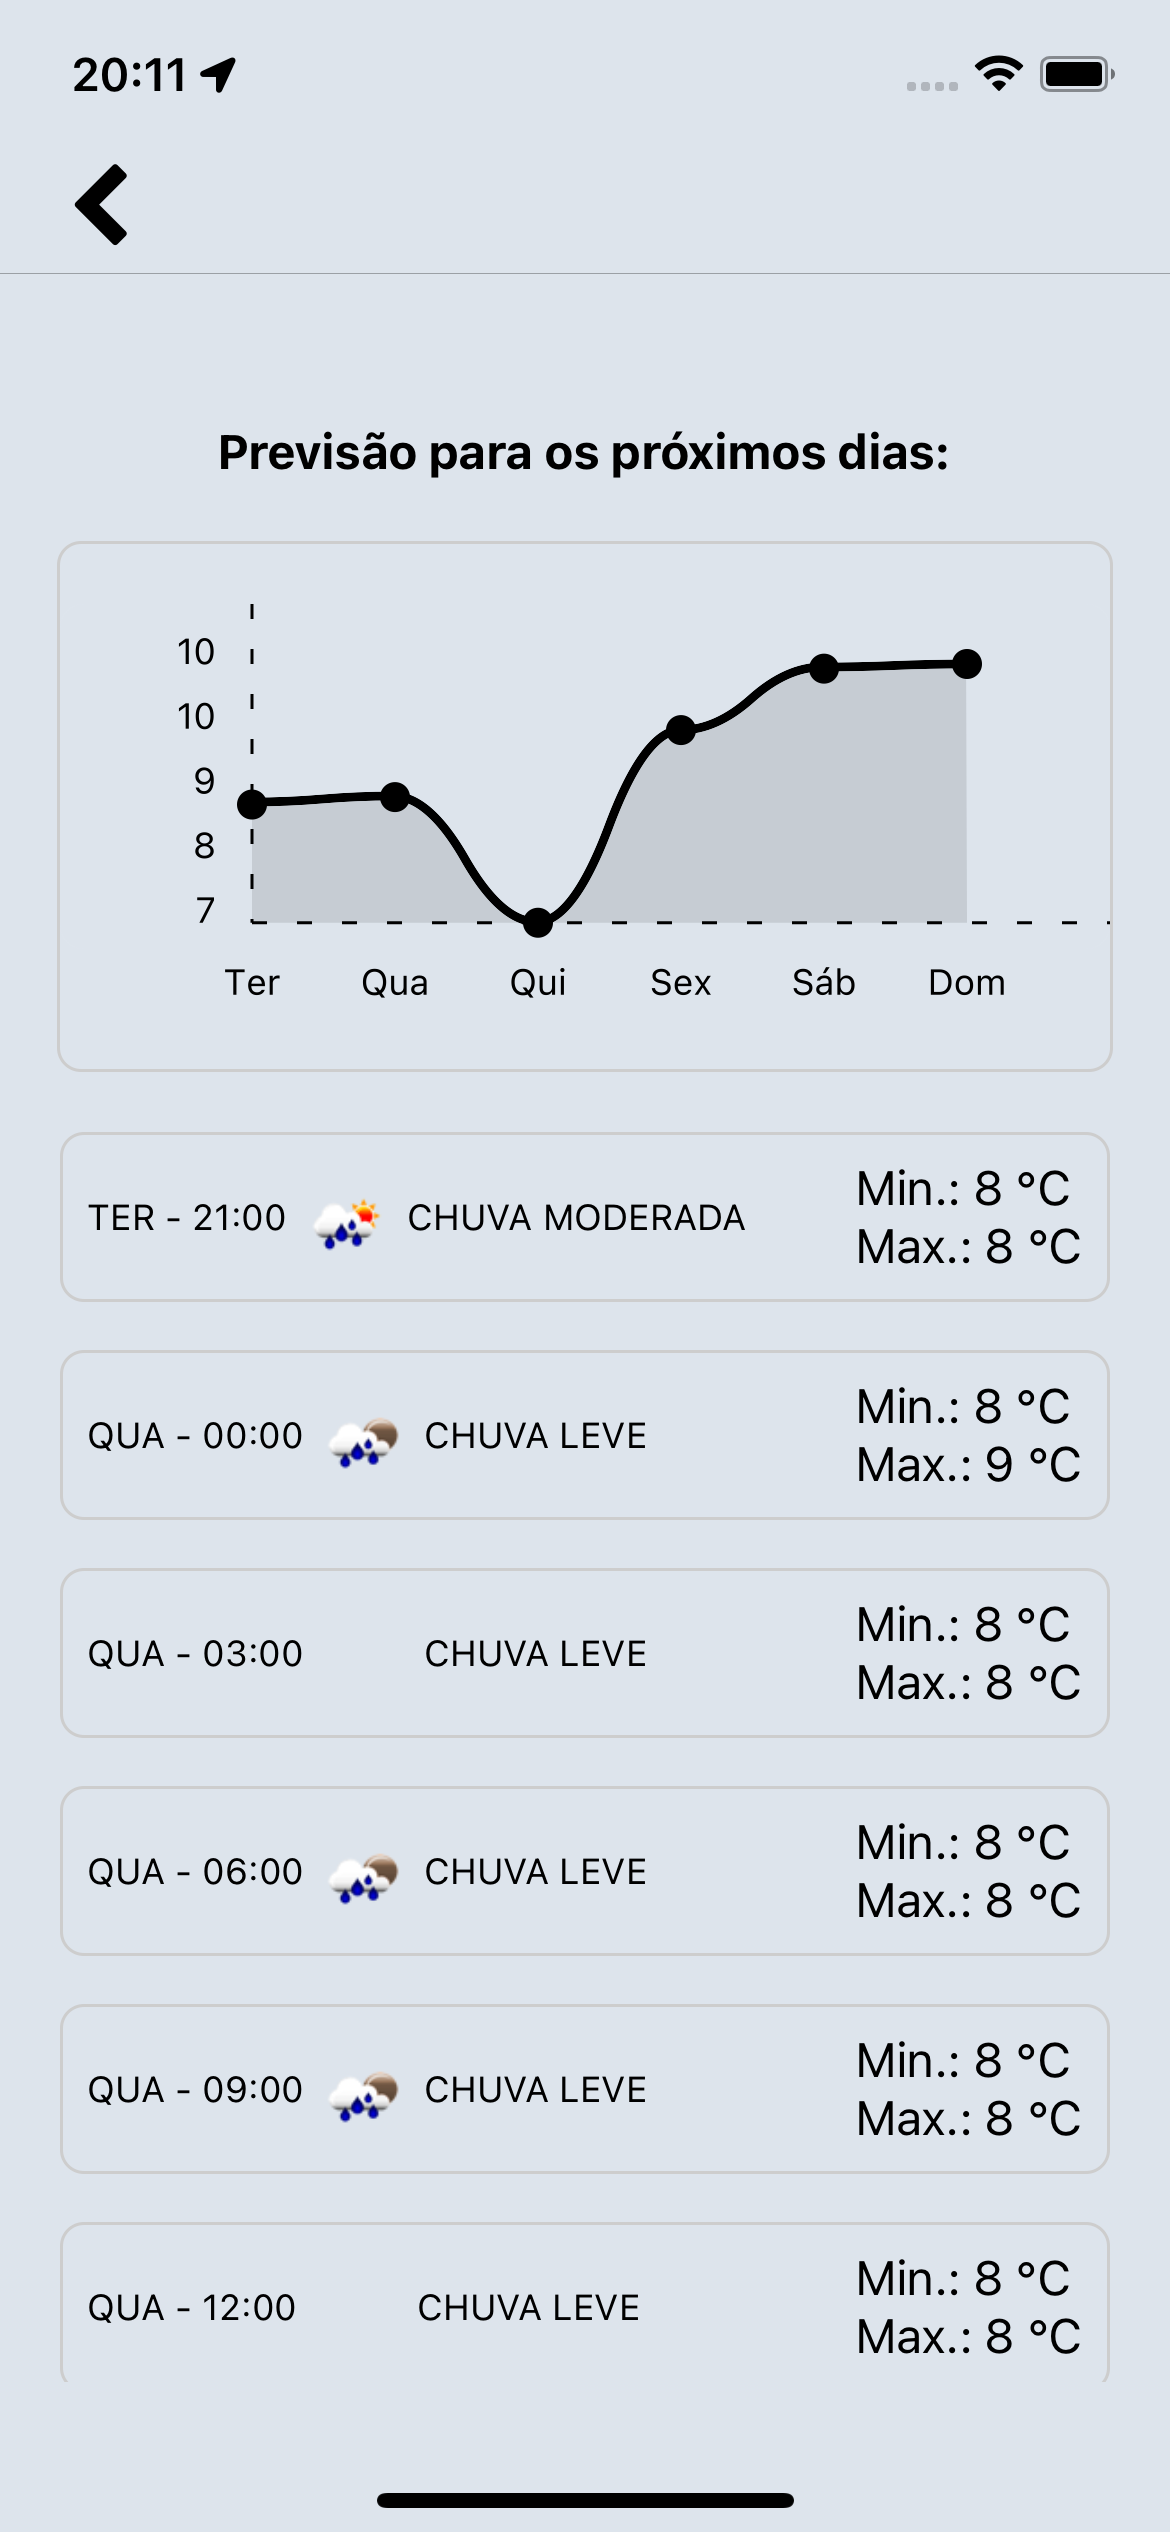 20:11
Previsão para os próximos dias:
10
10
9
8
7
Ter Qua Qui Sex Sáb Dom
TER - 21:00 CHUVA MODERADA
Min.: 8 °C
Max.: 8 °C
QUA - 00:00 CHUVA LEVE
Min.: 8 °C
Max.: 9 °C
QUA - 03:00 CHUVA LEVE
Min.: 8 °C
Max.: 8 °C
QUA - 06:00 CHUVA LEVE
Min.: 8 °C
Max.: 8 °C
QUA - 09:00 CHUVA LEVE
Min.: 8 °C
Max.: 8 °C
QUA - 12:00 CHUVA LEVE
Min.: 8 °C
Max.: 8 °C